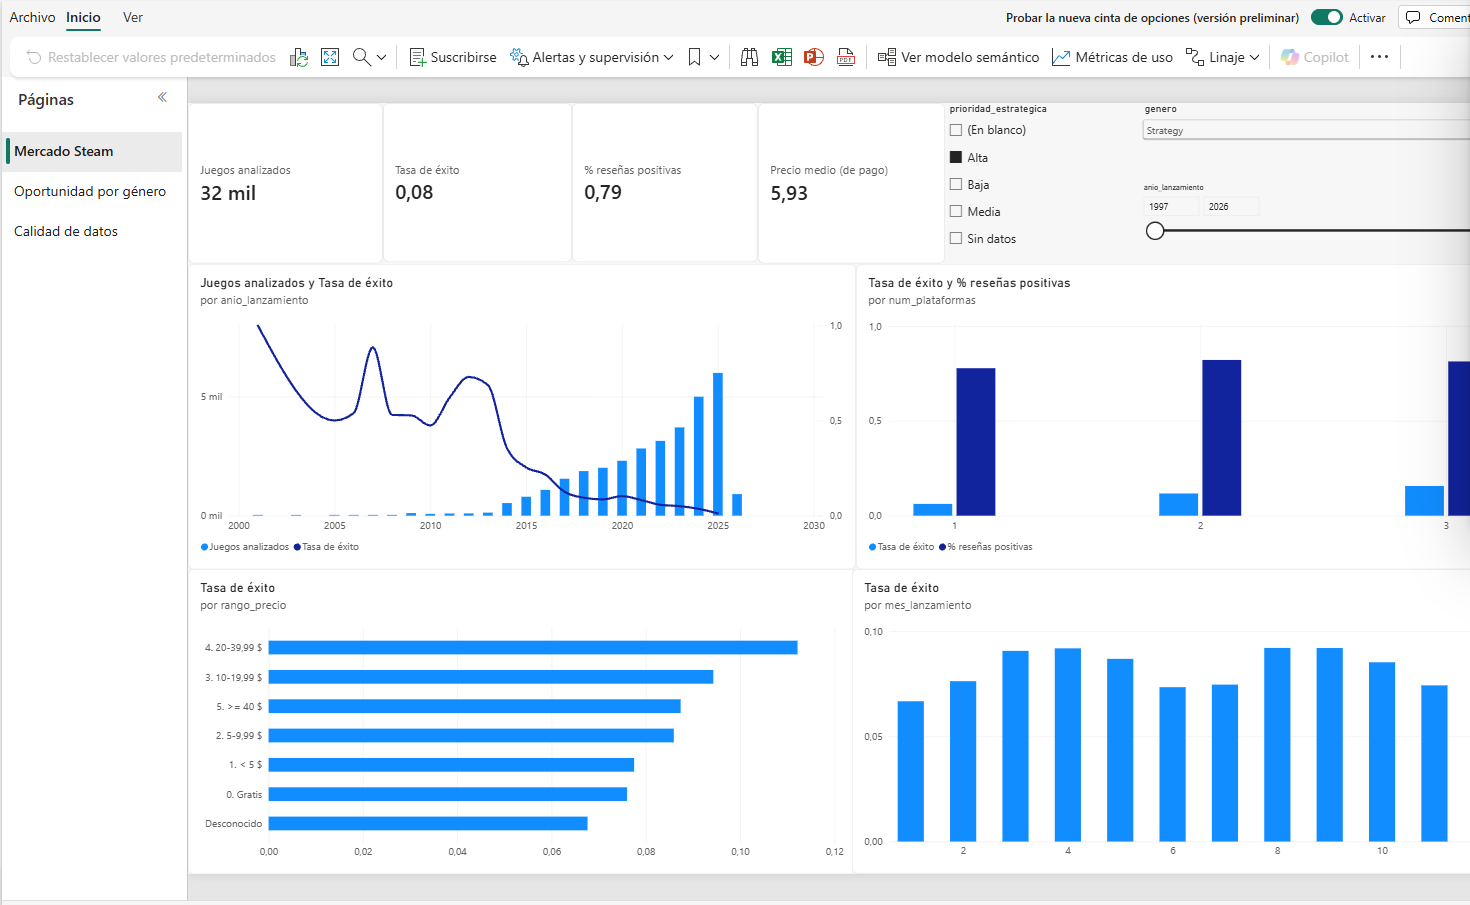 Archivo Inicio Ver
Probar la nueva cinta de opciones (versión preliminar) Activar Coment
Restablecer valores predeterminados Suscribirse Alertas y supervisión Ver modelo semántico Métricas de uso Linaje Copilot
Páginas
Mercado Steam
Oportunidad por género
Calidad de datos
Juegos analizados
32 mil
Tasa de éxito
0,08
% reseñas positivas
0,79
Precio medio (de pago)
5,93
prioridad_estrategica
(En blanco)
Alta
Baja
Media
Sin datos
genero
Strategy
anio_lanzamiento
1997 2026
Juegos analizados y Tasa de éxito
por anio_lanzamiento
1,0
5 mil
0,5
0 mil
0,0
2000 2005 2010 2015 2020 2025 2030
Juegos analizados Tasa de éxito
Tasa de éxito y % reseñas positivas
por num_plataformas
1,0
0,5
0,0
1 2 3
Tasa de éxito % reseñas positivas
Tasa de éxito
por rango_precio
4. 20-39,99 $
3. 10-19,99 $
5. >= 40 $
2. 5-9,99 $
1. < 5 $
0. Gratis
Desconocido
0,00 0,02 0,04 0,06 0,08 0,10 0,12
Tasa de éxito
por mes_lanzamiento
0,10
0,05
0,00
2 4 6 8 10